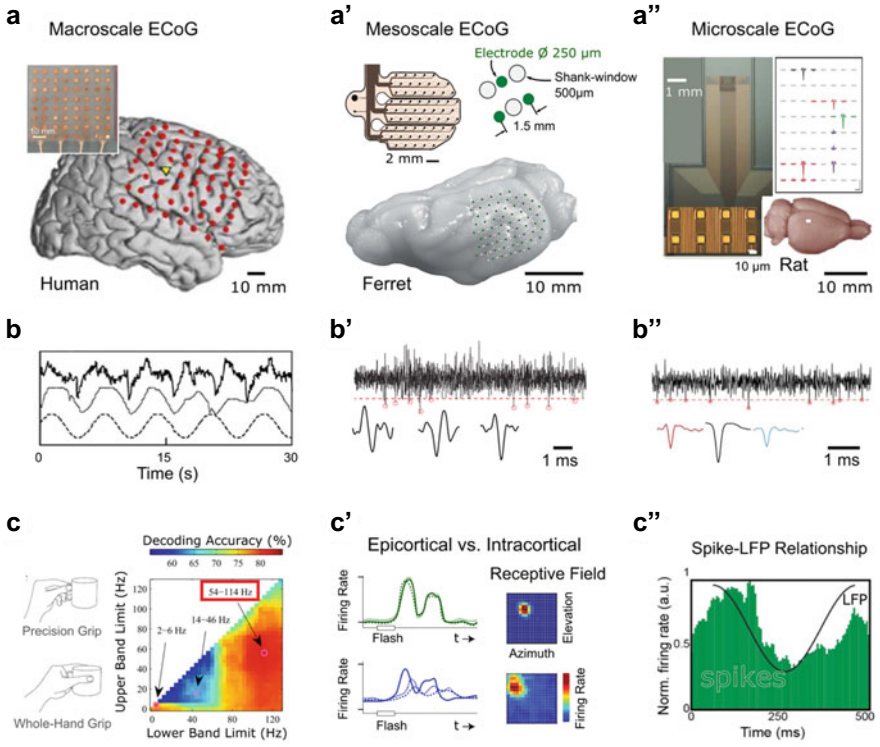 a
Macroscale ECoG
10 mm
Human
10 mm
a'
Mesoscale ECoG
Electrode Ø 250 µm
Shank-window
500µm
1.5 mm
2 mm
Ferret
10 mm
a''
Microscale ECoG
1 mm
10 µm
Rat
10 mm
b
0
15
30
Time (s)
b'
1 ms
b''
1 ms
c
Decoding Accuracy (%)
60 65 70 75 80
Precision Grip
Whole-Hand Grip
Upper Band Limit (Hz)
120
100
80
60
40
20
0
54−114 Hz
14−46 Hz
2−6 Hz
0 40 80 120
Lower Band Limit (Hz)
c'
Epicortical vs. Intracortical
Receptive Field
Firing Rate
Flash
t
Elevation
Azimuth
Firing Rate
Flash
t
Firing Rate
c''
Spike-LFP Relationship
Norm. firing rate (a.u.)
1
0.5
0
LFP
spikes
0
250
500
Time (ms)